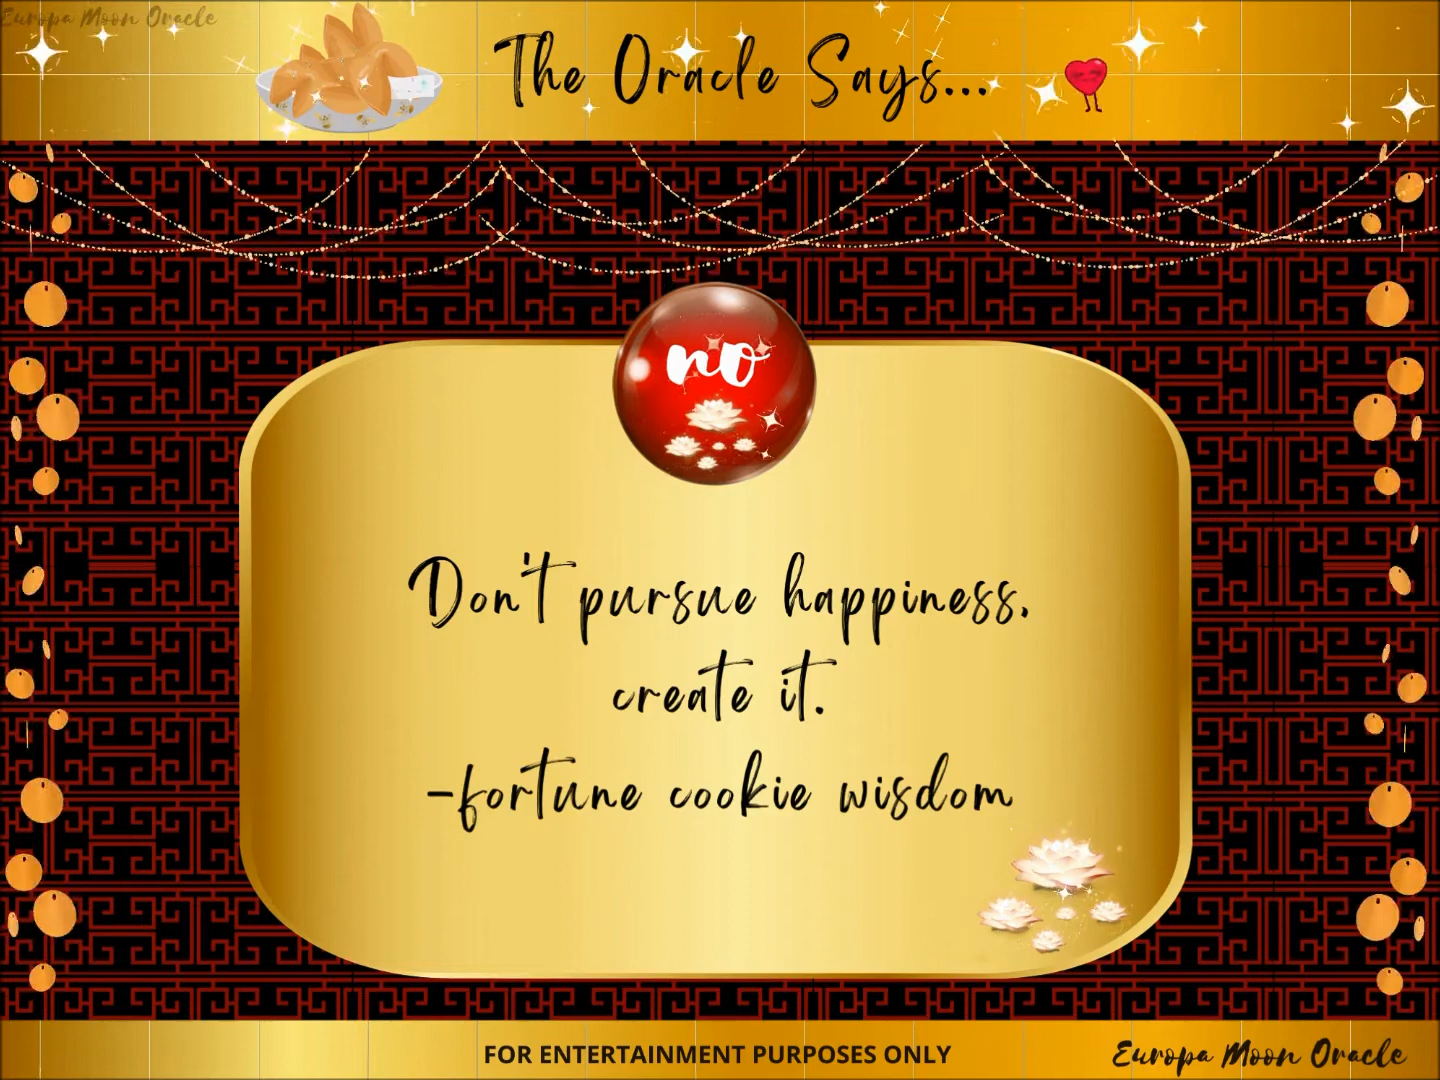 Europa Moon Oracle
The Oracle Says...
no
Don't pursue happiness,
create it.
-fortune cookie wisdom
FOR ENTERTAINMENT PURPOSES ONLY
Europa Moon Oracle